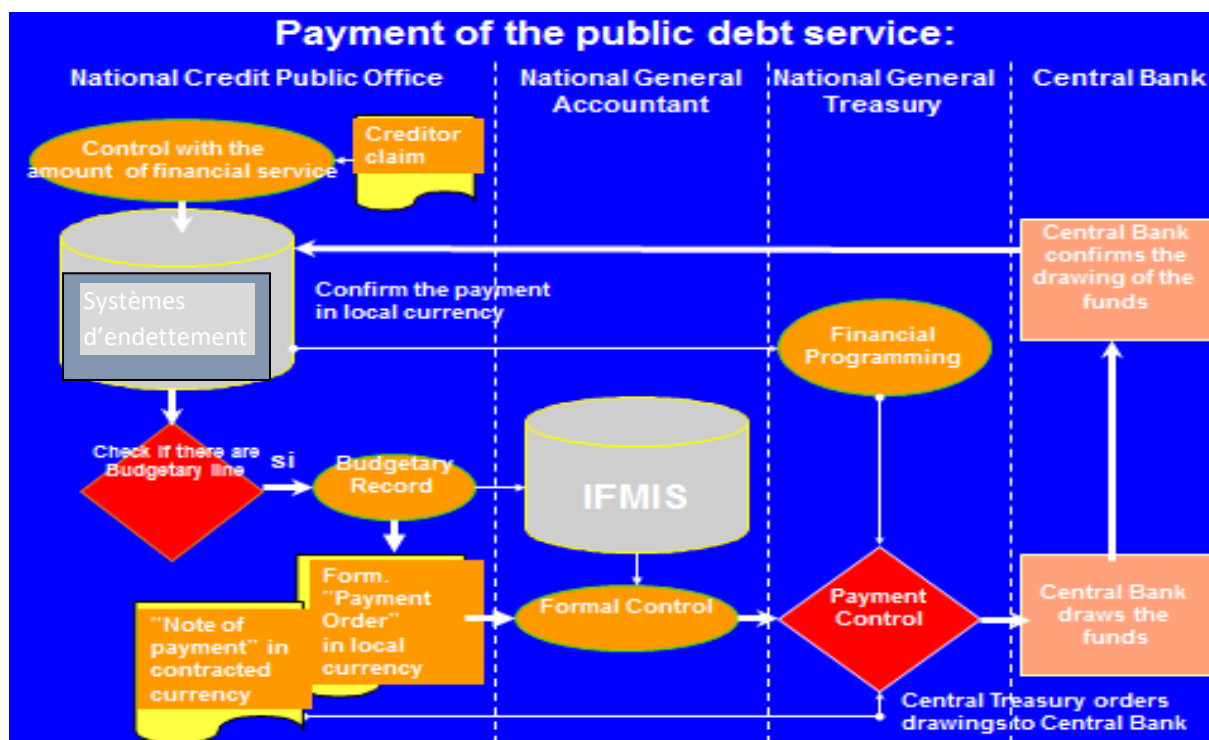 Payment of the public debt service:
National Credit Public Office
National General
Accountant
National General
Treasury
Central Bank
Control with the
amount of financial service
Creditor
claim
Systèmes
d'endettement
Confirm the payment
in local currency
Central Bank
confirms the
drawing of the
funds
Financial
Programming
Check if there are
Budgetary line
si
Budgetary
Record
IFMIS
Form.
"Payment
Order"
in local
currency
"Note of
payment" in
contracted
currency
Formal Control
Payment
Control
Central Bank
draws the
funds
Central Treasury orders
drawings to Central Bank